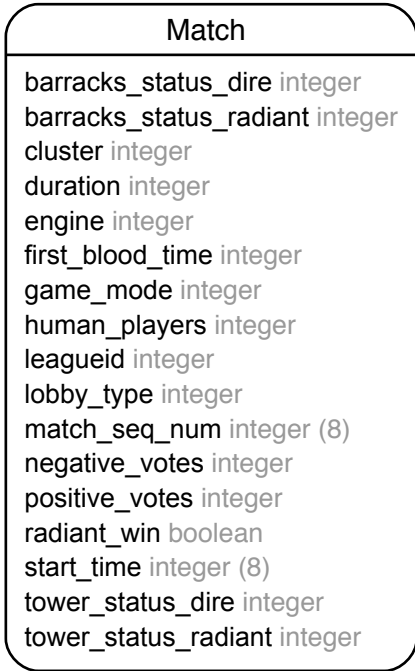 Match
barracks_status_dire integer
barracks_status_radiant integer
cluster integer
duration integer
engine integer
first_blood_time integer
game_mode integer
human_players integer
leagueid integer
lobby_type integer
match_seq_num integer (8)
negative_votes integer
positive_votes integer
radiant_win boolean
start_time integer (8)
tower_status_dire integer
tower_status_radiant integer